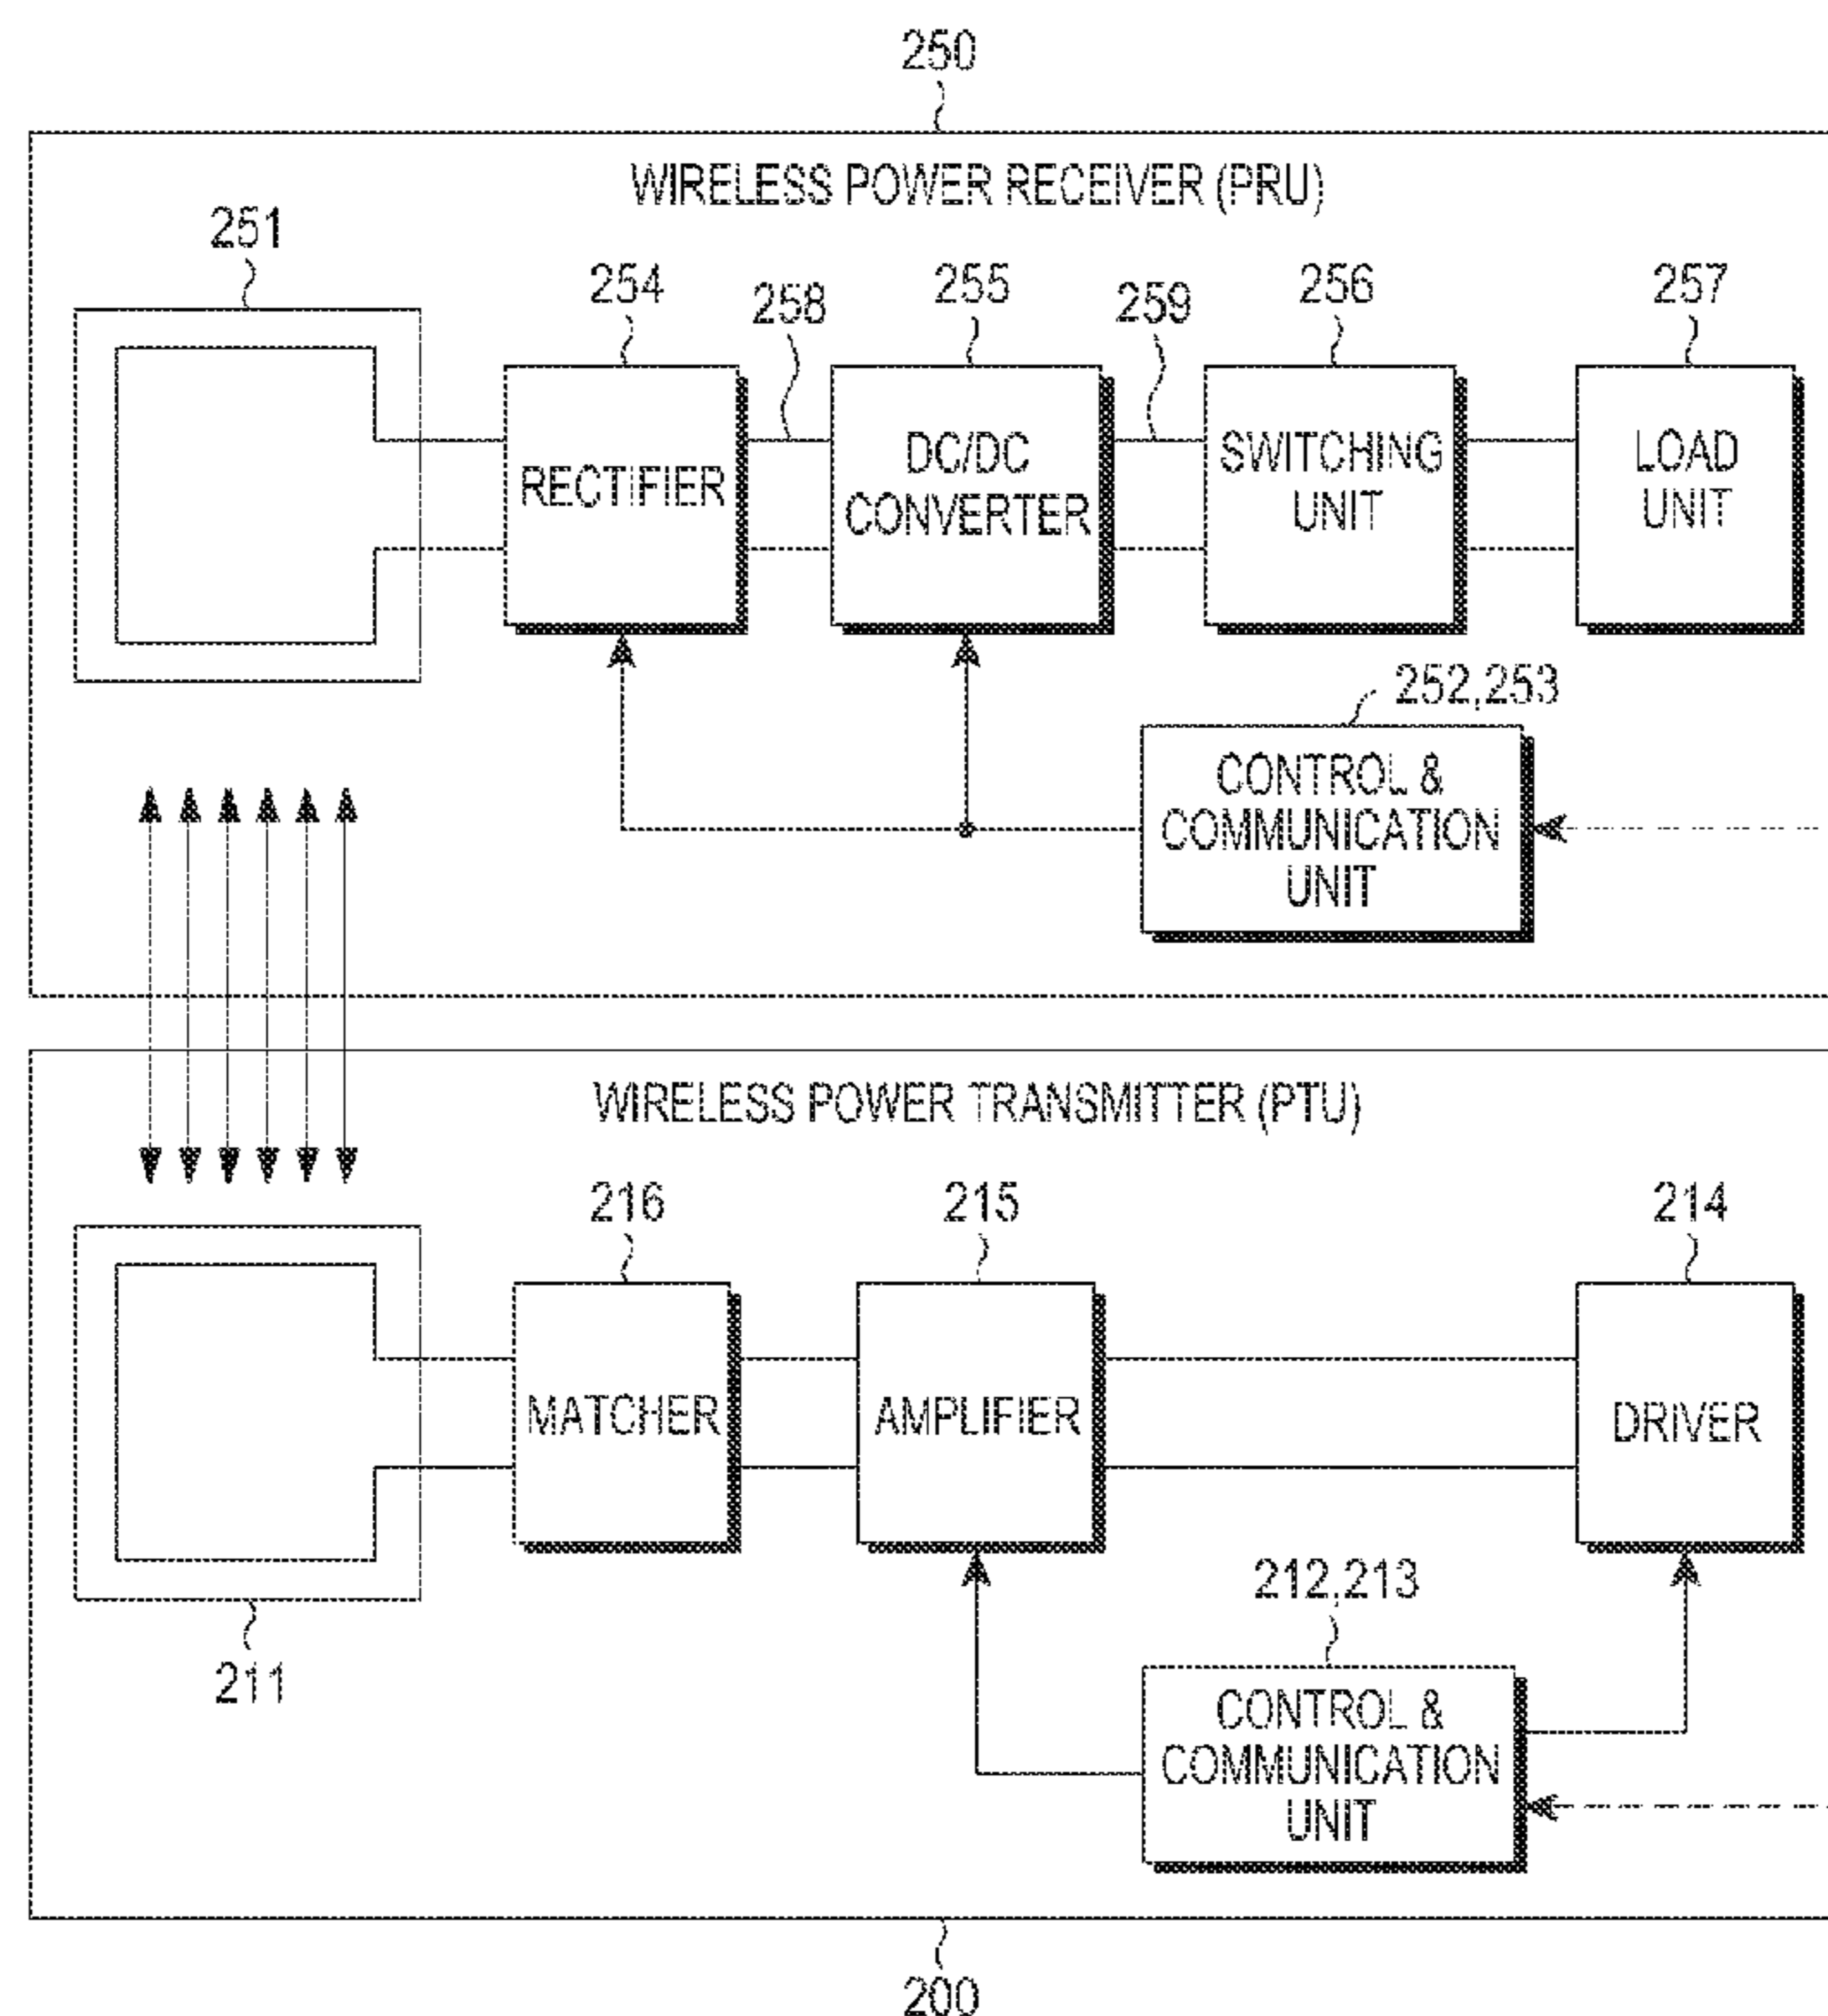 250
WIRELESS POWER RECEIVER (PRU)
251
254
258
255
259
256
257
RECTIFIER
DC/DC
CONVERTER
SWITCHING
UNIT
LOAD
UNIT
252,253
CONTROL &
COMMUNICATION
UNIT
WIRELESS POWER TRANSMITTER (PTU)
216
215
214
MATCHER
AMPLIFIER
DRIVER
212,213
211
CONTROL &
COMMUNICATION
UNIT
200